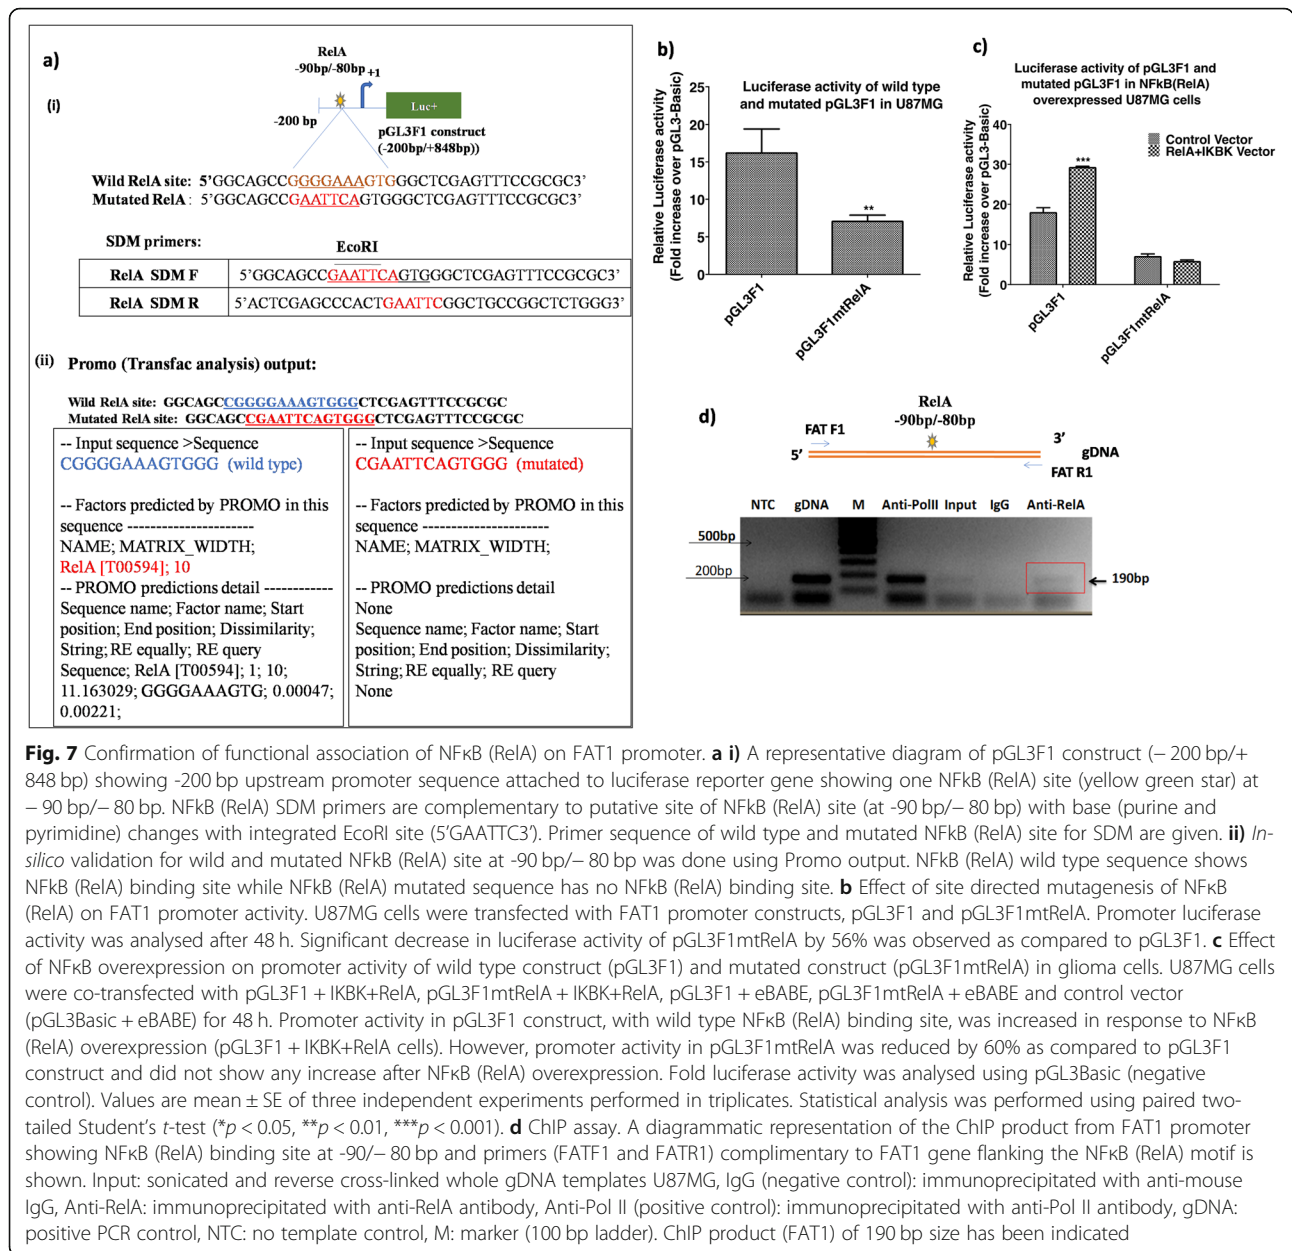 a)
RelA
-90bp/-80bp
+1
(i)
Luc+
-200 bp
pGL3F1 construct
(-200bp/+848bp))
Wild RelA site: 5'GGCAGCCGGGGAAAGTGGGCTCGAGTTTCCGCGC3'
Mutated RelA : 5'GGCAGCCGAATTCAGTGGGCTCGAGTTTCCGCGC3'
SDM primers:
EcoRI
RelA SDM F 5'GGCAGCCGAATTCAGTGGGCTCGAGTTTCCGCGC3'
RelA SDM R 5'ACTCGAGCCCACTGAATTCGGCTGCCGGCTCTGGG3'
(ii) Promo (Transfac analysis) output:
Wild RelA site: GGCAGCCGGGGAAAGTGGGCTCGAGTTTCCGCGC
Mutated RelA site: GGCAGCCGAATTCAGTGGGCTCGAGTTTCCGCGC
-- Input sequence >Sequence
CGGGGAAAGTGGG (wild type)
-- Factors predicted by PROMO in this
sequence ----------------------
NAME; MATRIX_WIDTH;
RelA [T00594]; 10
-- PROMO predictions detail ------------
Sequence name; Factor name; Start
position; End position; Dissimilarity;
String; RE equally; RE query
Sequence; RelA [T00594]; 1; 10;
11.163029; GGGGAAAGTG; 0.00047;
0.00221;
-- Input sequence >Sequence
CGAATTCAGTGGG (mutated)
-- Factors predicted by PROMO in this
sequence ----------------------
NAME; MATRIX_WIDTH;
-- PROMO predictions detail
None
Sequence name; Factor name; Start
position; End position; Dissimilarity;
String; RE equally; RE query
None
b)
Luciferase activity of wild type
and mutated pGL3F1 in U87MG
Relative Luciferase activity
(Fold increase over pGL3-Basic)
25
20
15
10
5
0
**
pGL3F1
pGL3F1mtRelA
c)
Luciferase activity of pGL3F1 and
mutated pGL3F1 in NFkB(RelA)
overexpressed U87MG cells
Relative Luciferase activity
(Fold increase over pGL3-Basic)
40
30
20
10
0
***
Control Vector
RelA+IKBK Vector
pGL3F1
pGL3F1mtRelA
d)
RelA
-90bp/-80bp
FAT F1
3'
5'
gDNA
FAT R1
NTC gDNA M Anti-PolII Input IgG Anti-RelA
500bp
200bp
190bp
Fig. 7 Confirmation of functional association of NFκB (RelA) on FAT1 promoter. a i) A representative diagram of pGL3F1 construct (− 200 bp/+
848 bp) showing -200 bp upstream promoter sequence attached to luciferase reporter gene showing one NFkB (RelA) site (yellow green star) at
− 90 bp/− 80 bp. NFkB (RelA) SDM primers are complementary to putative site of NFkB (RelA) site (at -90 bp/− 80 bp) with base (purine and
pyrimidine) changes with integrated EcoRI site (5′GAATTC3′). Primer sequence of wild type and mutated NFkB (RelA) site for SDM are given. ii) In-
silico validation for wild and mutated NFkB (RelA) site at -90 bp/− 80 bp was done using Promo output. NFkB (RelA) wild type sequence shows
NFkB (RelA) binding site while NFkB (RelA) mutated sequence has no NFkB (RelA) binding site. b Effect of site directed mutagenesis of NFκB
(RelA) on FAT1 promoter activity. U87MG cells were transfected with FAT1 promoter constructs, pGL3F1 and pGL3F1mtRelA. Promoter luciferase
activity was analysed after 48 h. Significant decrease in luciferase activity of pGL3F1mtRelA by 56% was observed as compared to pGL3F1. c Effect
of NFκB overexpression on promoter activity of wild type construct (pGL3F1) and mutated construct (pGL3F1mtRelA) in glioma cells. U87MG cells
were co-transfected with pGL3F1 + IKBK+RelA, pGL3F1mtRelA + IKBK+RelA, pGL3F1 + eBABE, pGL3F1mtRelA + eBABE and control vector
(pGL3Basic + eBABE) for 48 h. Promoter activity in pGL3F1 construct, with wild type NFκB (RelA) binding site, was increased in response to NFκB
(RelA) overexpression (pGL3F1 + IKBK+RelA cells). However, promoter activity in pGL3F1mtRelA was reduced by 60% as compared to pGL3F1
construct and did not show any increase after NFκB (RelA) overexpression. Fold luciferase activity was analysed using pGL3Basic (negative
control). Values are mean ± SE of three independent experiments performed in triplicates. Statistical analysis was performed using paired two-
tailed Student's t-test (*p < 0.05, **p < 0.01, ***p < 0.001). d ChIP assay. A diagrammatic representation of the ChIP product from FAT1 promoter
showing NFκB (RelA) binding site at -90/− 80 bp and primers (FATF1 and FATR1) complimentary to FAT1 gene flanking the NFκB (RelA) motif is
shown. Input: sonicated and reverse cross-linked whole gDNA templates U87MG, IgG (negative control): immunoprecipitated with anti-mouse
IgG, Anti-RelA: immunoprecipitated with anti-RelA antibody, Anti-Pol II (positive control): immunoprecipitated with anti-Pol II antibody, gDNA:
positive PCR control, NTC: no template control, M: marker (100 bp ladder). ChIP product (FAT1) of 190 bp size has been indicated